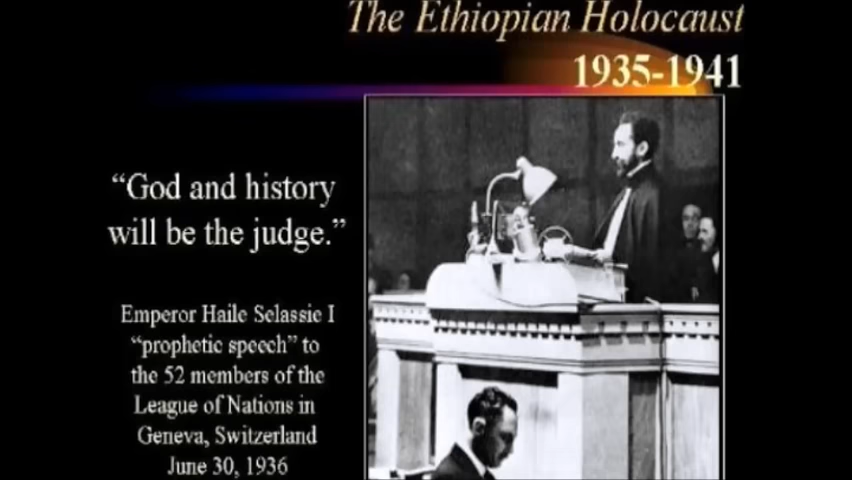 The Ethiopian Holocaust
1935-1941
“God and history
will be the judge.”
Emperor Haile Selassie I
“prophetic speech” to
the 52 members of the
League of Nations in
Geneva, Switzerland
June 30, 1936